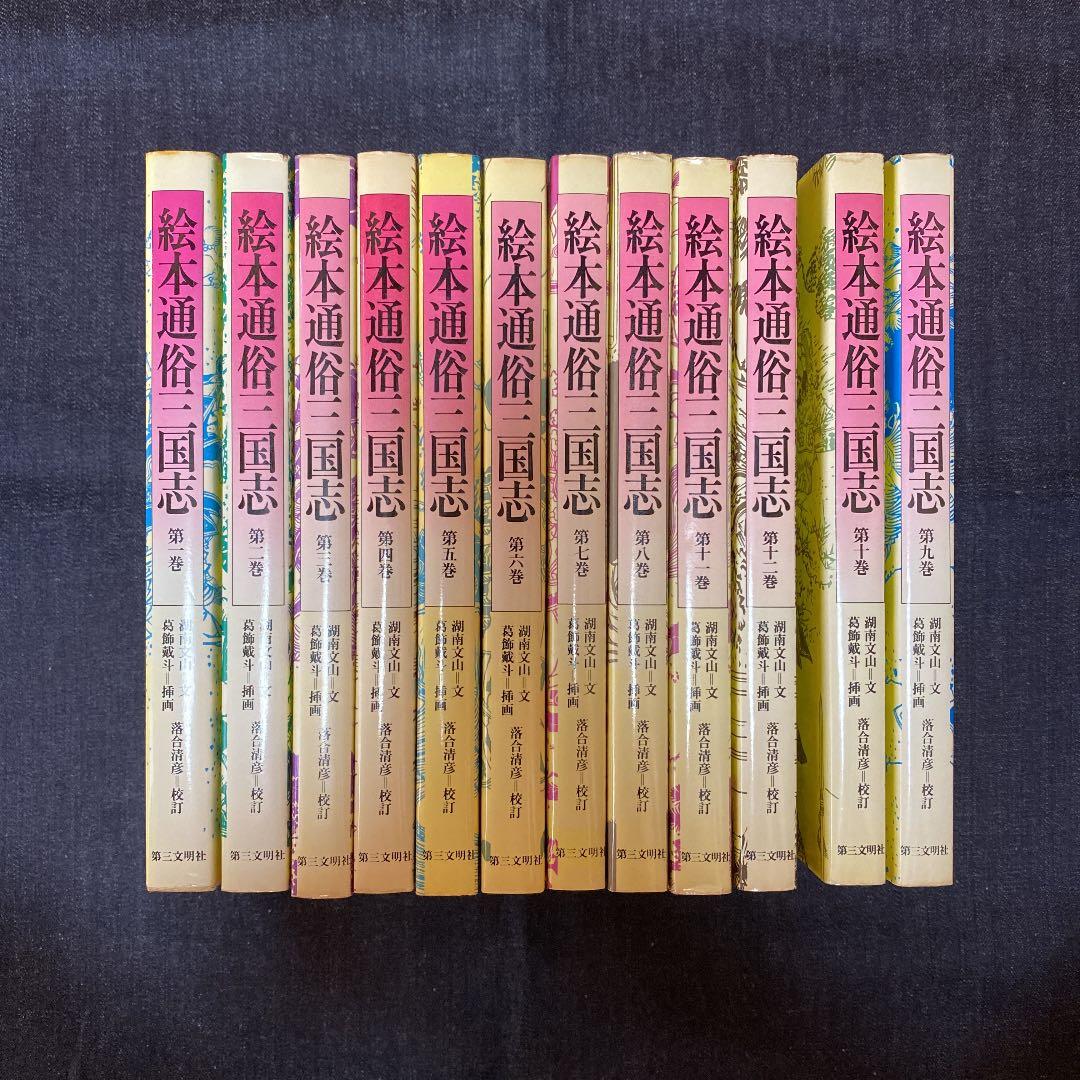 絵本通俗三国志
第一巻
湖南文山＝文
葛飾戴斗＝挿画
落合清彦＝校訂
第三文明社
絵本通俗三国志
第二巻
湖南文山＝文
葛飾戴斗＝挿画
落合清彦＝校訂
第三文明社
絵本通俗三国志
第三巻
湖南文山＝文
葛飾戴斗＝挿画
落合清彦＝校訂
第三文明社
絵本通俗三国志
第四巻
湖南文山＝文
葛飾戴斗＝挿画
落合清彦＝校訂
第三文明社
絵本通俗三国志
第五巻
湖南文山＝文
葛飾戴斗＝挿画
落合清彦＝校訂
第三文明社
絵本通俗三国志
第六巻
湖南文山＝文
葛飾戴斗＝挿画
落合清彦＝校訂
第三文明社
絵本通俗三国志
第七巻
湖南文山＝文
葛飾戴斗＝挿画
落合清彦＝校訂
第三文明社
絵本通俗三国志
第八巻
湖南文山＝文
葛飾戴斗＝挿画
落合清彦＝校訂
第三文明社
絵本通俗三国志
第十一巻
湖南文山＝文
葛飾戴斗＝挿画
落合清彦＝校訂
第三文明社
絵本通俗三国志
第十二巻
湖南文山＝文
葛飾戴斗＝挿画
落合清彦＝校訂
第三文明社
絵本通俗三国志
第十巻
湖南文山＝文
葛飾戴斗＝挿画
落合清彦＝校訂
第三文明社
絵本通俗三国志
第九巻
湖南文山＝文
葛飾戴斗＝挿画
落合清彦＝校訂
第三文明社